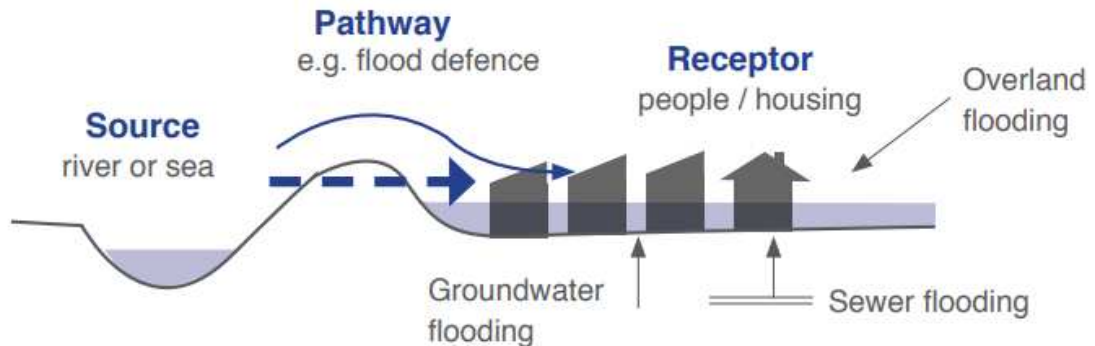 Pathway
e.g. flood defence
Receptor
people / housing
Overland
flooding
Source
river or sea
Groundwater
flooding
Sewer flooding